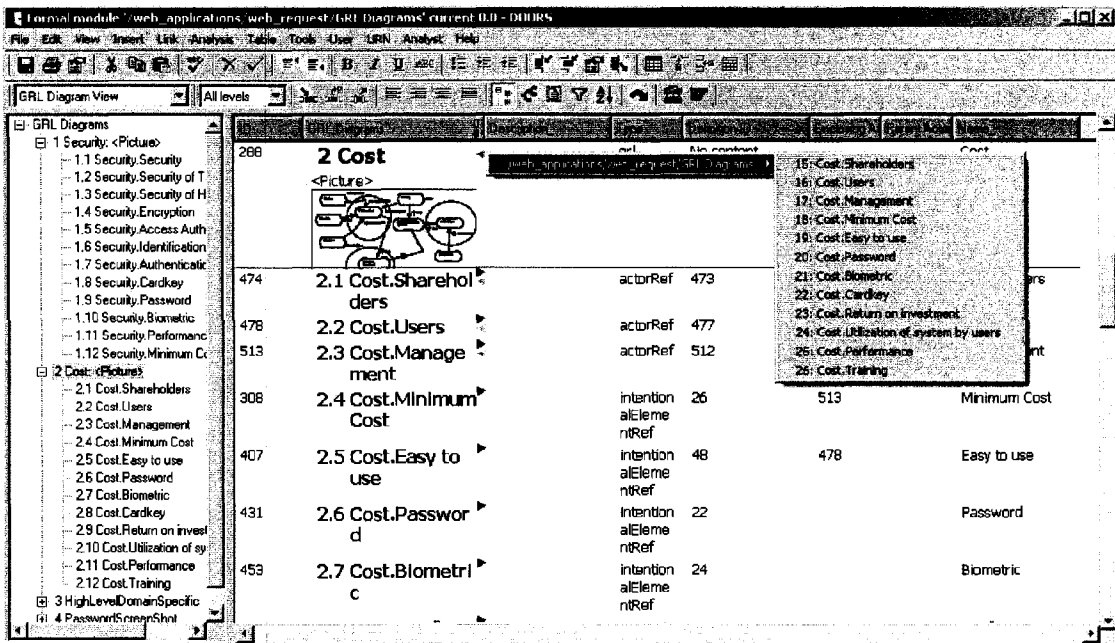 Formal module '/web_applications/web_request/GRL Diagrams' current 0.0 - DOORS
File Edit View Insert Link Analysis Table Tools User URN Analyst Help
GRL Diagram View
All levels
GRL Diagrams
1 Security: <Picture>
1.1 Security.Security
1.2 Security.Security of T
1.3 Security.Security of H
1.4 Security.Encryption
1.5 Security.Access Auth
1.6 Security.Identification
1.7 Security.Authenticatic
1.8 Security.Cardkey
1.9 Security.Password
1.10 Security.Biometric
1.11 Security.Performanc
1.12 Security.Minimum Co
2 Cost: <Picture>
2.1 Cost.Shareholders
2.2 Cost.Users
2.3 Cost.Management
2.4 Cost.Minimum Cost
2.5 Cost.Easy to use
2.6 Cost.Password
2.7 Cost.Biometric
2.8 Cost.Cardkey
2.9 Cost.Return on invest
2.10 Cost.Utilization of sy
2.11 Cost.Performance
2.12 Cost.Training
3 HighLevelDomainSpecific
4 PasswordScreenShot
GRL Diagrams
288 2 Cost No content Cost
<Picture>
/web_applications/web_request/GRL Diagrams
15: Cost.Shareholders
16: Cost.Users
17: Cost.Management
18: Cost.Minimum Cost
19: Cost.Easy to use
20: Cost.Password
21: Cost.Biometric
22: Cost.Cardkey
23: Cost.Return on investment
24: Cost.Utilization of system by users
25: Cost.Performance
26: Cost.Training
474 2.1 Cost.Sharehol actorRef 473 ers
ders
478 2.2 Cost.Users actorRef 477
513 2.3 Cost.Manage actorRef 512 nt
ment
308 2.4 Cost.Minimum intention 26 513 Minimum Cost
Cost alEleme
ntRef
407 2.5 Cost.Easy to intention 48 478 Easy to use
use alEleme
ntRef
431 2.6 Cost.Passwor intention 22 Password
d alEleme
ntRef
453 2.7 Cost.Biometri intention 24 Biometric
c alEleme
ntRef